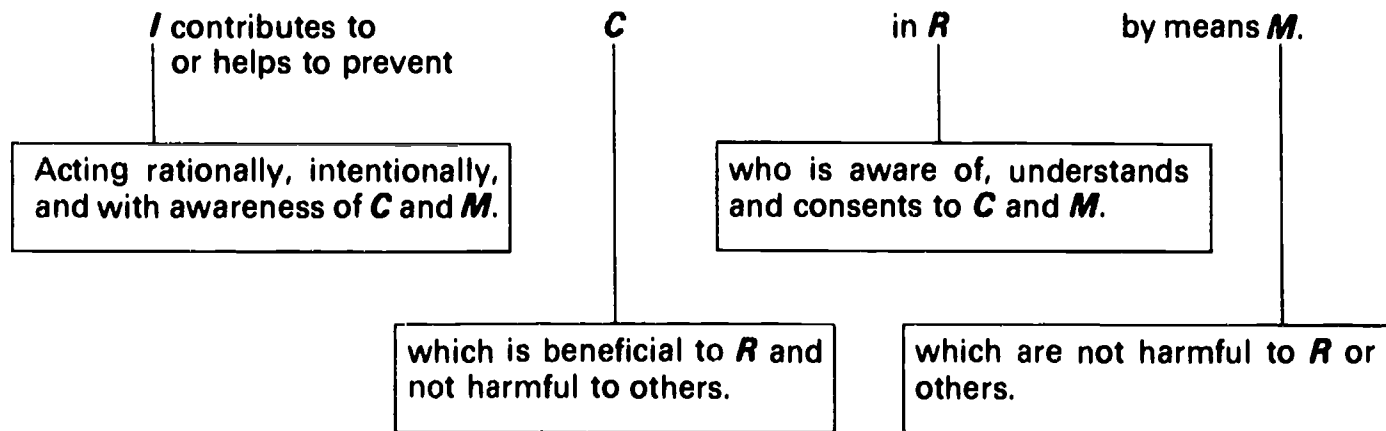 I contributes to C in R by means M.
or helps to prevent
Acting rationally, intentionally,
and with awareness of C and M.
who is aware of, understands
and consents to C and M.
which is beneficial to R and
not harmful to others.
which are not harmful to R or
others.